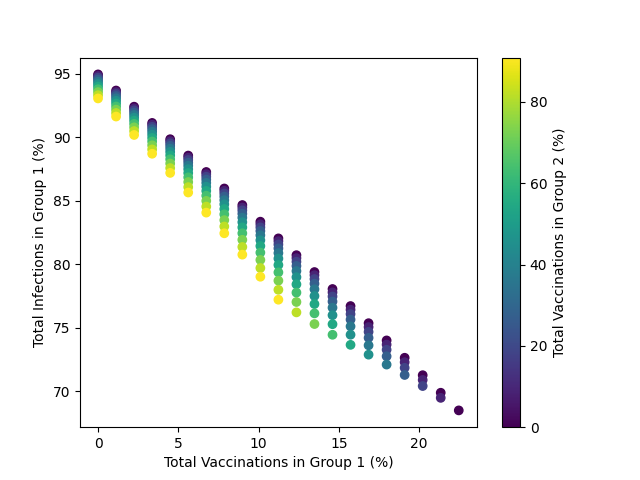 95
90
85
80
75
70
Total Infections in Group 1 (%)
0 5 10 15 20
Total Vaccinations in Group 1 (%)
80
60
40
20
0
Total Vaccinations in Group 2 (%)